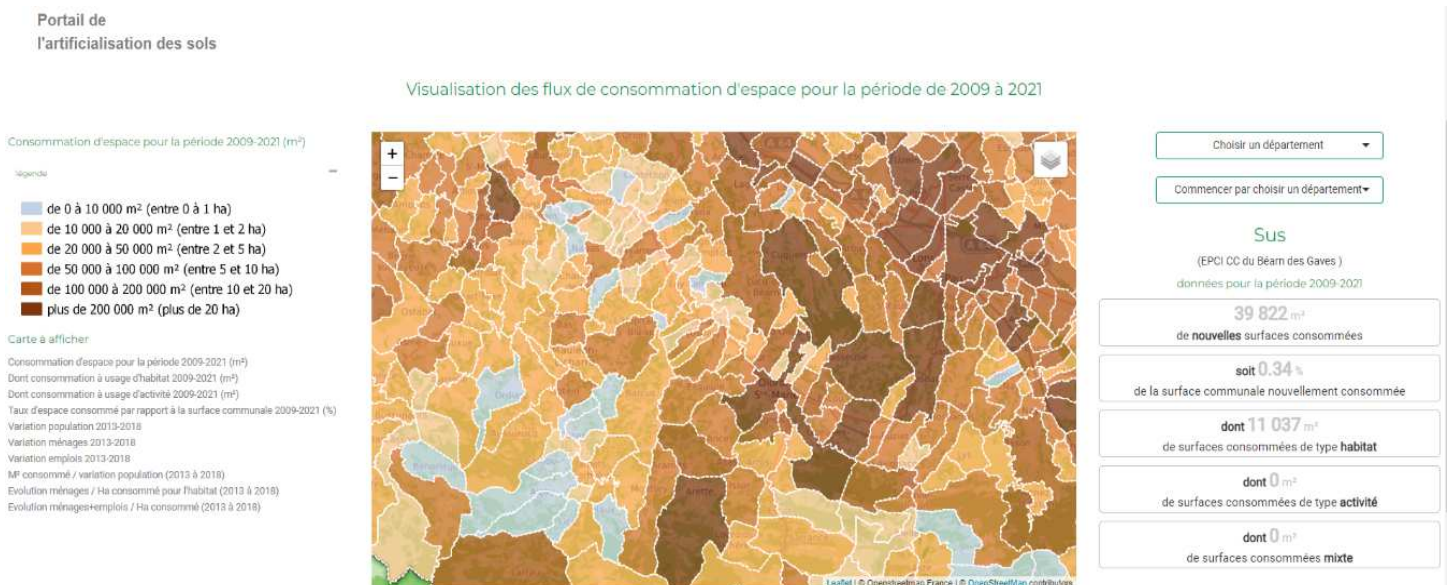 Portail de
l'artificialisation des sols
Visualisation des flux de consommation d'espace pour la période de 2009 à 2021
Consommation d'espace pour la période 2009-2021 (m²)
légende
de 0 à 10 000 m² (entre 0 à 1 ha)
de 10 000 à 20 000 m² (entre 1 et 2 ha)
de 20 000 à 50 000 m² (entre 2 et 5 ha)
de 50 000 à 100 000 m² (entre 5 et 10 ha)
de 100 000 à 200 000 m² (entre 10 et 20 ha)
plus de 200 000 m² (plus de 20 ha)
Carte à afficher
Consommation d'espace pour la période 2009-2021 (m²)
Dont consommation à usage d'habitat 2009-2021 (m²)
Dont consommation à usage d'activité 2009-2021 (m²)
Taux d'espace consommé par rapport à la surface communale 2009-2021 (%)
Variation population 2013-2018
Variation ménages 2013-2018
Variation emplois 2013-2018
M² consommé / variation population (2013 à 2018)
Evolution ménages / Ha consommé pour l'habitat (2013 à 2018)
Evolution ménages+emplois / Ha consommé (2013 à 2018)
+
−
Arette
Leaflet | © Openstreetmap France | © OpenStreetMap contributors
Choisir un département
Commencer par choisir un département
Sus
(EPCI CC du Béarn des Gaves )
données pour la période 2009-2021
39 822 m²
de nouvelles surfaces consommées
soit 0.34 %
de la surface communale nouvellement consommée
dont 11 037 m²
de surfaces consommées de type habitat
dont 0 m²
de surfaces consommées de type activité
dont 0 m²
de surfaces consommées mixte